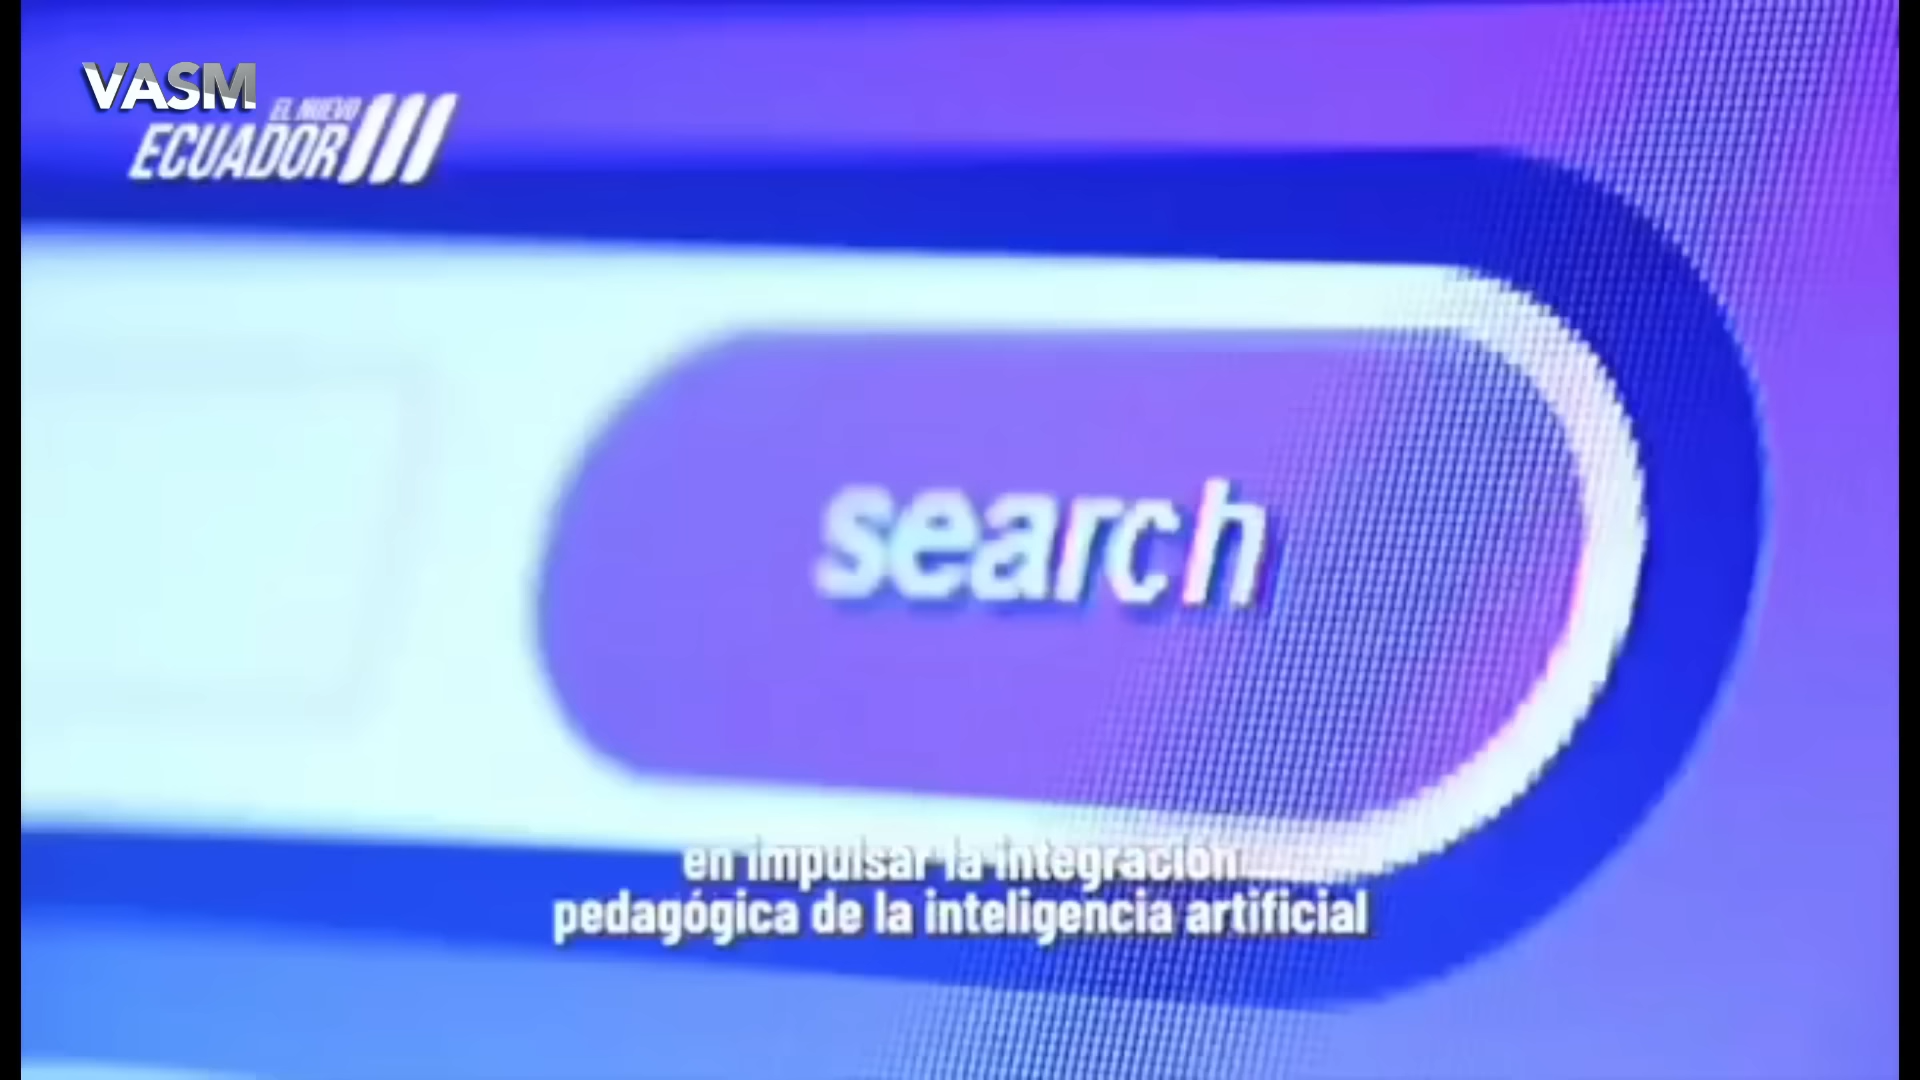 VASM
EL NUEVO
ECUADOR
search
en impulsar la integración
pedagógica de la inteligencia artificial